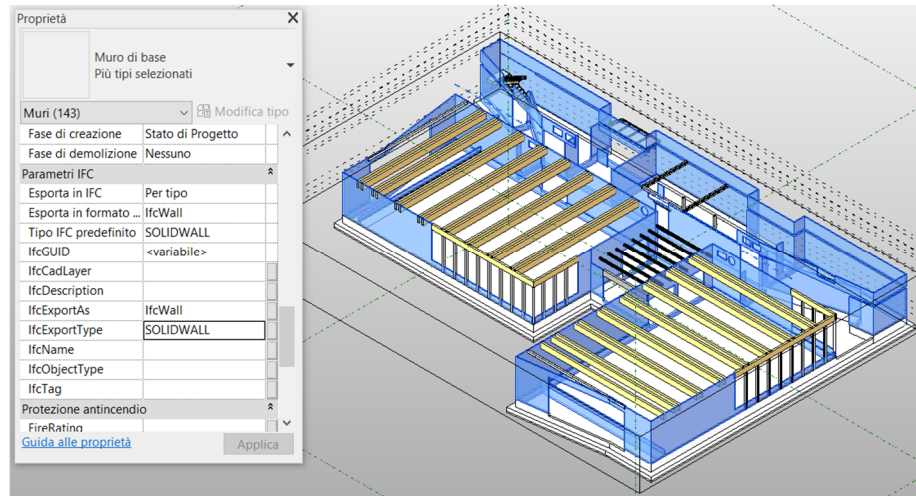 Proprietà
Muro di base
Più tipi selezionati
Muri (143)
Modifica tipo
Fase di creazione Stato di Progetto
Fase di demolizione Nessuno
Parametri IFC
Esporta in IFC Per tipo
Esporta in formato ... IfcWall
Tipo IFC predefinito SOLIDWALL
IfcGUID <variabile>
IfcCadLayer
IfcDescription
IfcExportAs IfcWall
IfcExportType SOLIDWALL
IfcName
IfcObjectType
IfcTag
Protezione antincendio
FireRating
Guida alle proprietà
Applica